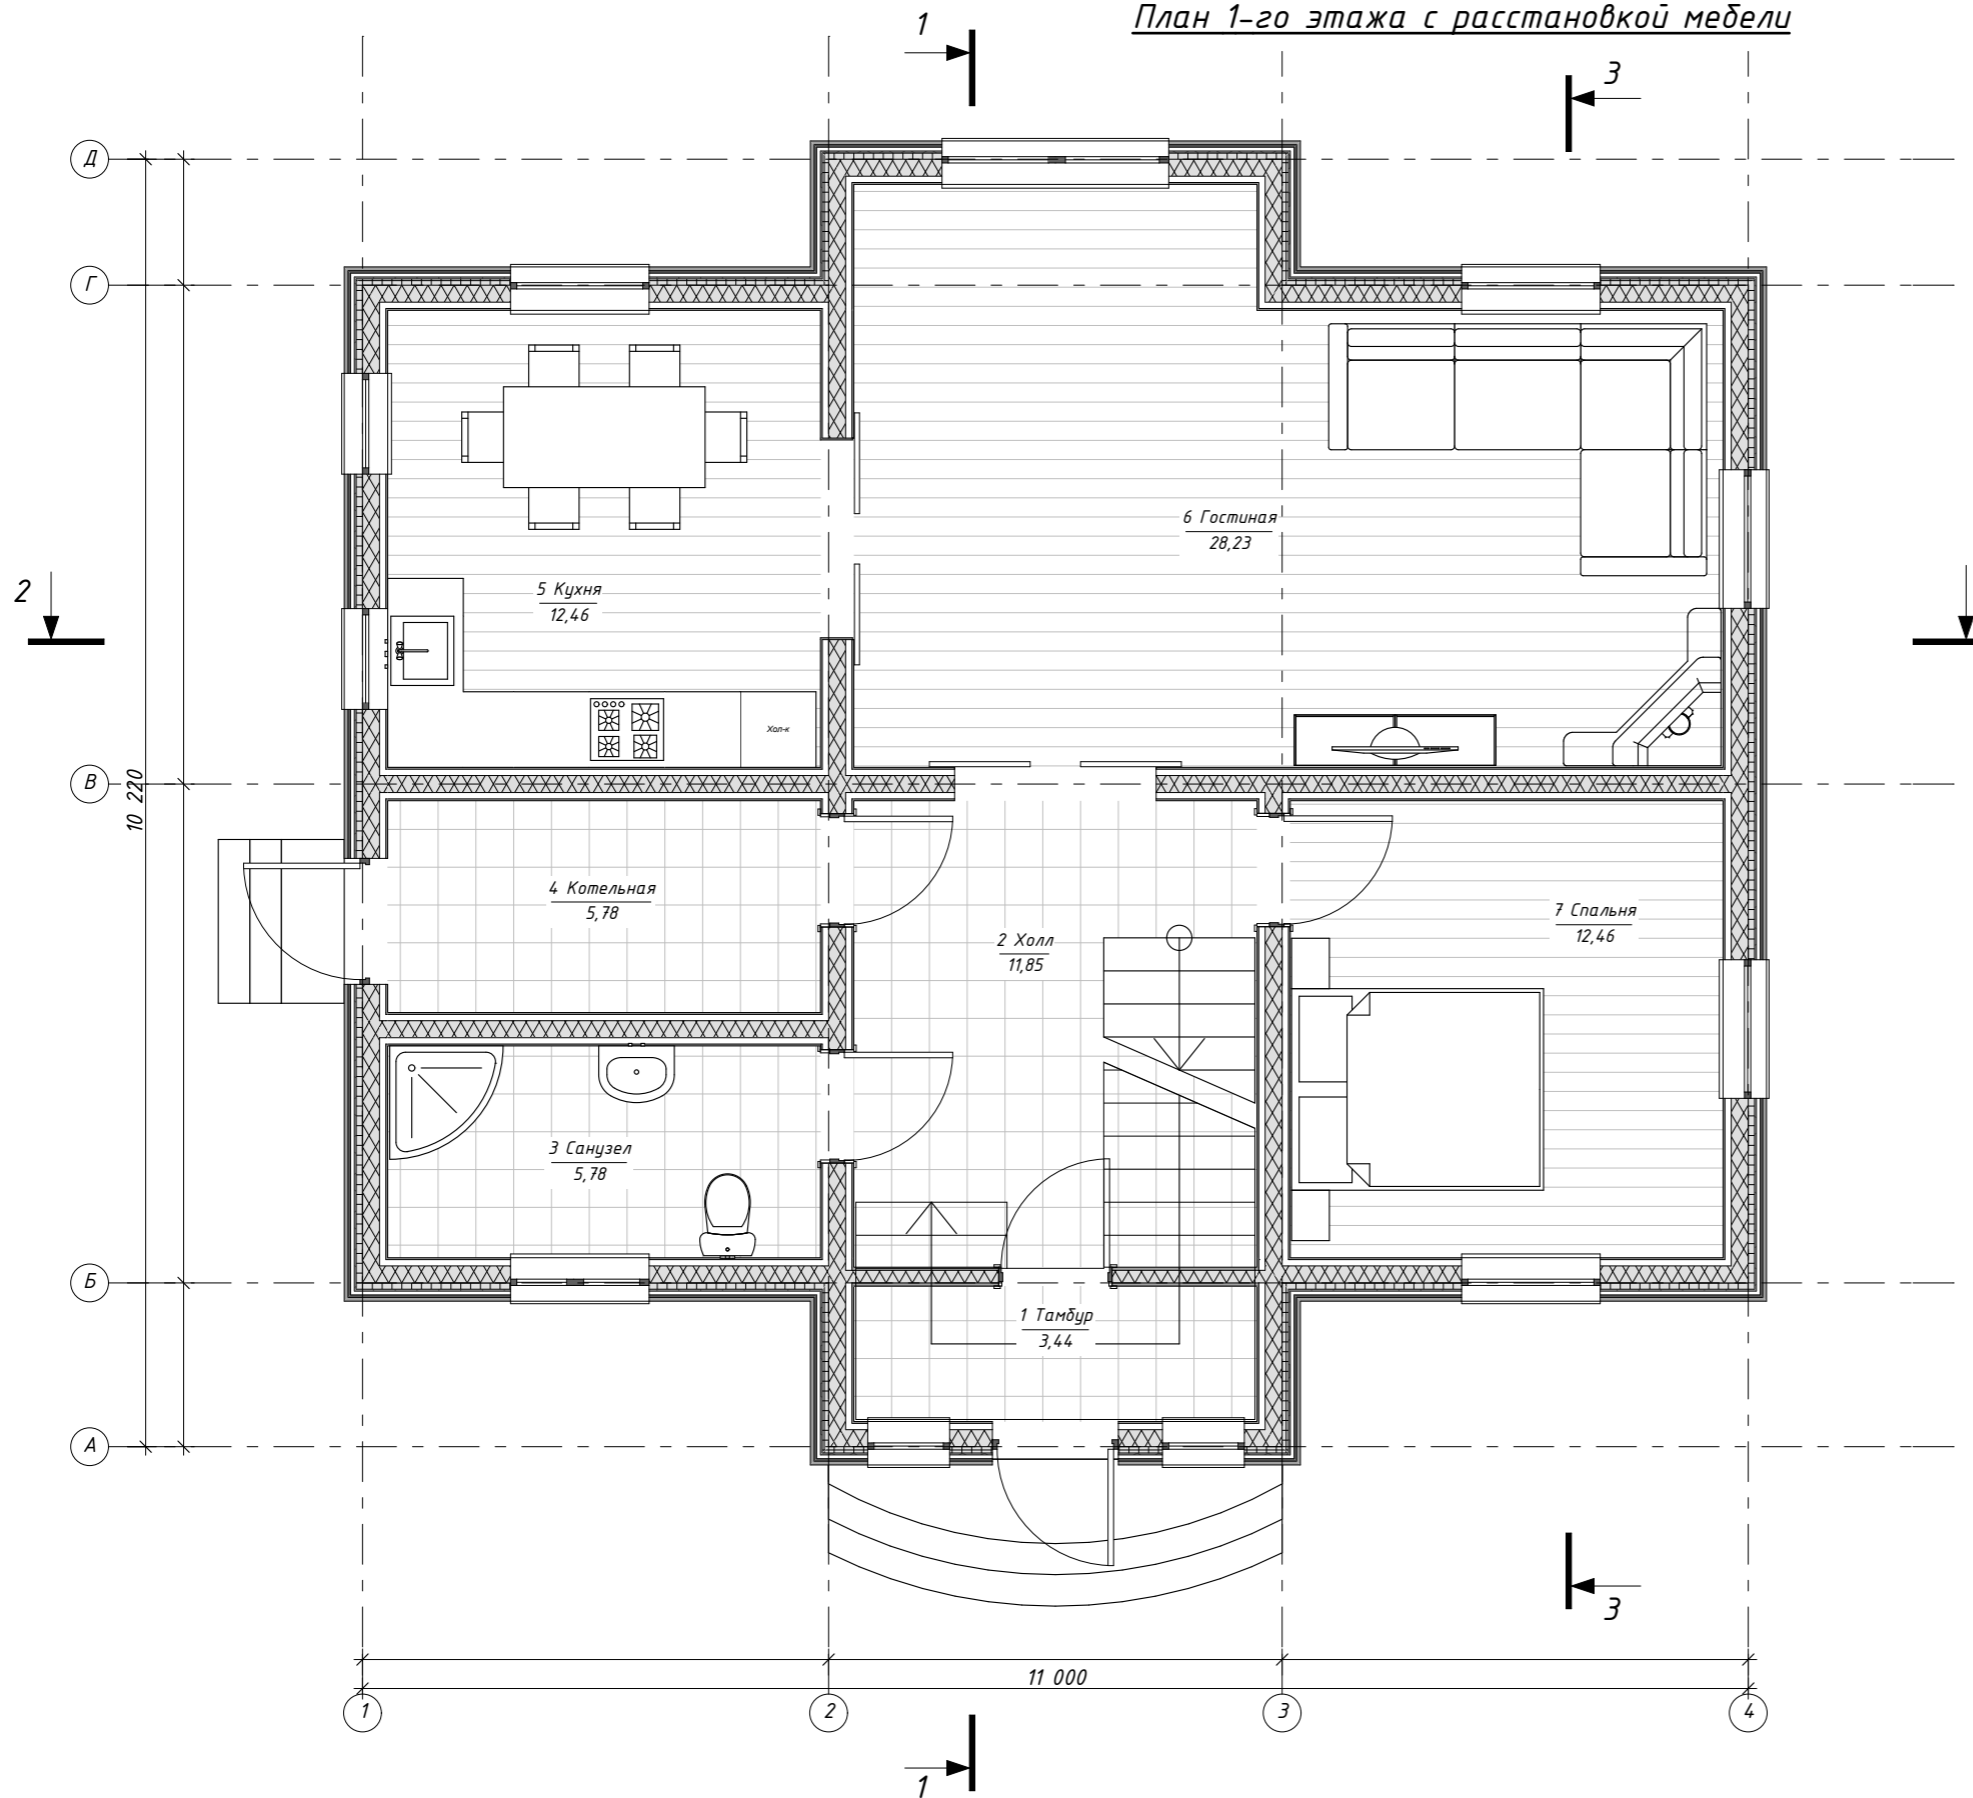 План 1-го этажа с расстановкой мебели
1
3
Д
Г
6 Гостиная
28,23
2
5 Кухня
12,46
Хол-к
В
10 220
4 Котельная
5,78
7 Спальня
12,46
2 Холл
11,85
3 Санузел
5,78
Б
1 Тамбур
3,44
А
3
11 000
1
2
3
4
1